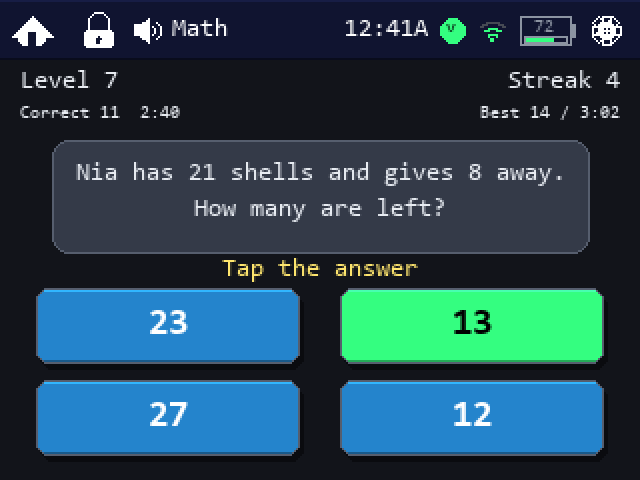 Math 12:41A 72
Level 7 Streak 4
Correct 11 2:40 Best 14 / 3:02
Nia has 21 shells and gives 8 away.
How many are left?
Tap the answer
23 13
27 12